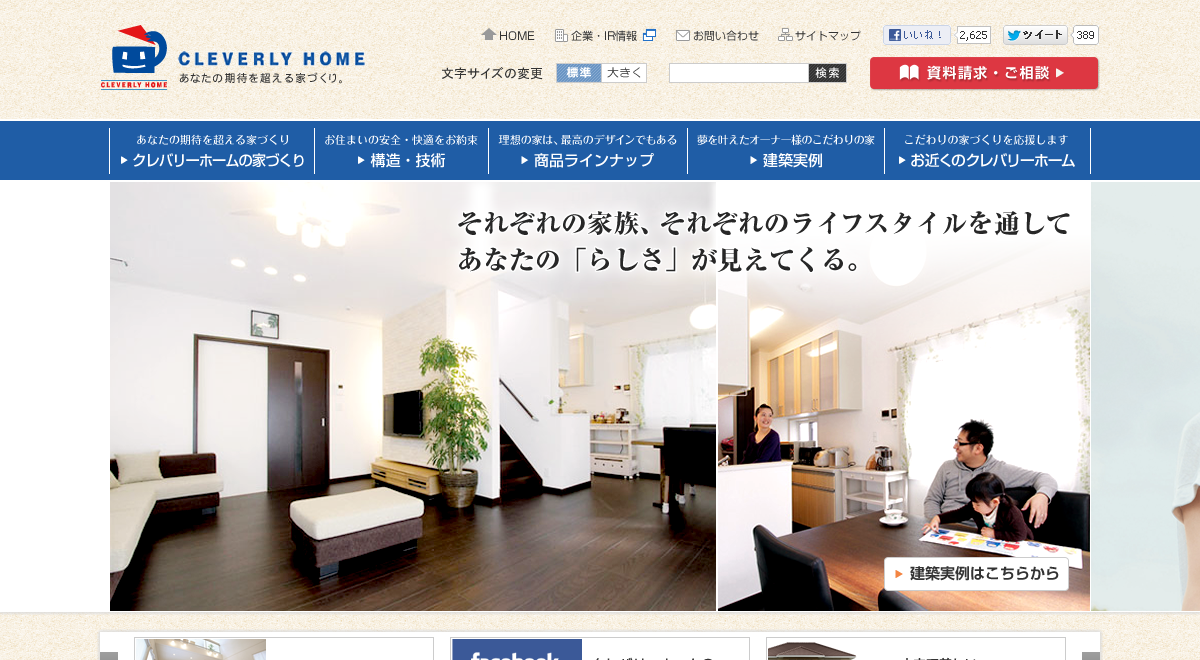 CLEVERLY HOME
CLEVERLY HOME
あなたの期待を超える家づくり。
HOME 企業・IR情報 お問い合わせ サイトマップ
いいね！ 2,625 ツイート 389
文字サイズの変更 標準 大きく 検索
資料請求・ご相談
あなたの期待を超える家づくり
クレバリーホームの家づくり
お住まいの安全・快適をお約束
構造・技術
理想の家は、最高のデザインでもある
商品ラインナップ
夢を叶えたオーナー様のこだわりの家
建築実例
こだわりの家づくりを応援します
お近くのクレバリーホーム
それぞれの家族、それぞれのライフスタイルを通して
あなたの「らしさ」が見えてくる。
建築実例はこちらから
facebook